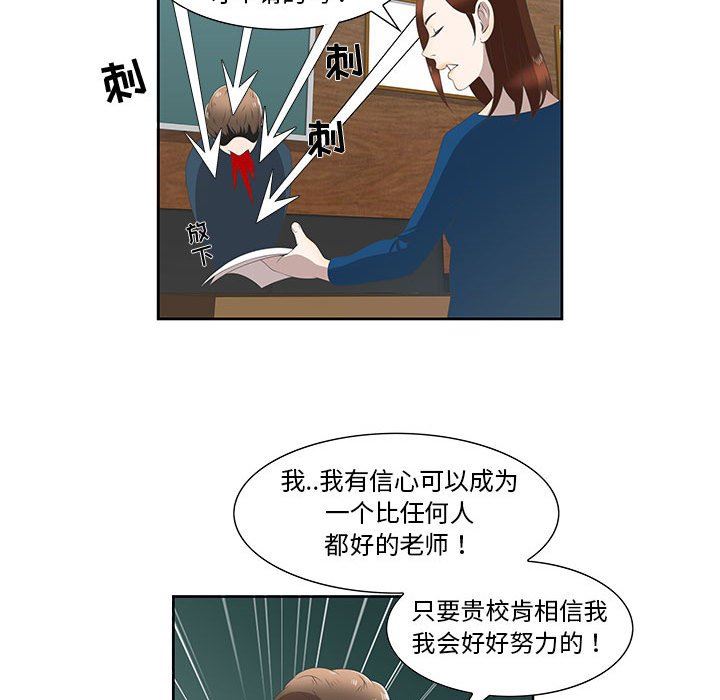 刺
刺
刺
放下
我..我有信心可以成为
一个比任何人
都好的老师！
只要贵校肯相信我
我会好好努力的！